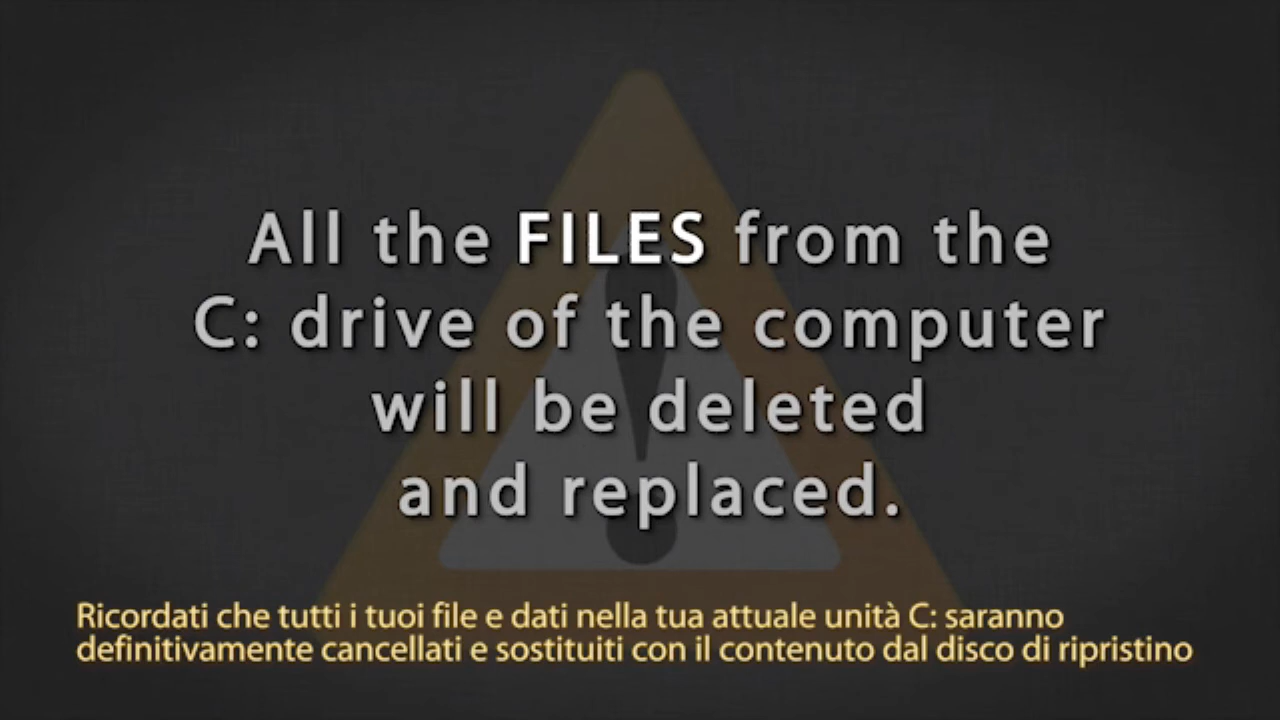 All the FILES from the
C: drive of the computer
will be deleted
and replaced.
Ricordati che tutti i tuoi file e dati nella tua attuale unità C: saranno
definitivamente cancellati e sostituiti con il contenuto dal disco di ripristino